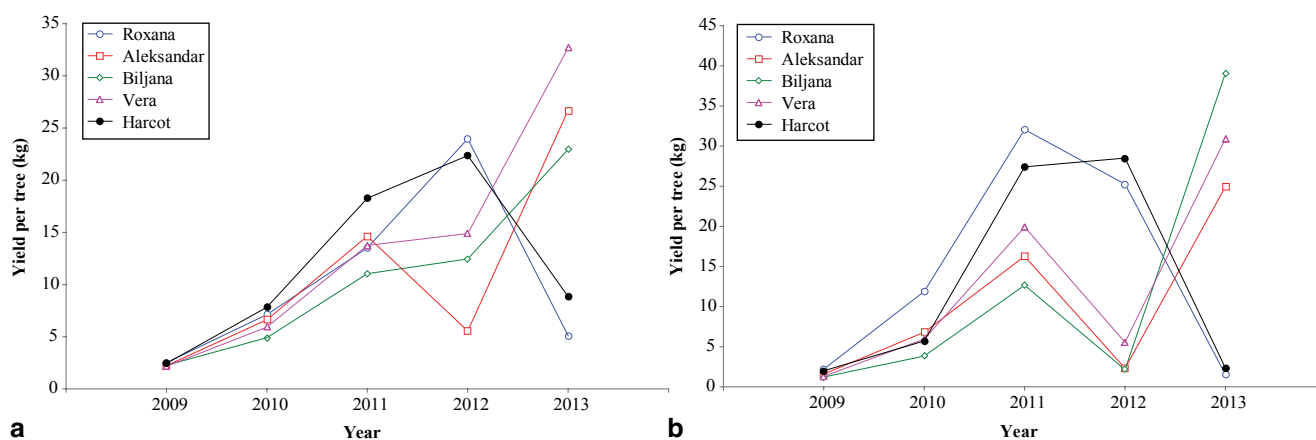 35
30
25
20
15
10
5
0
Yield per tree (kg)
Roxana
Aleksandar
Biljana
Vera
Harcot
2009 2010 2011 2012 2013
Year
a
45
40
35
30
25
20
15
10
5
0
Yield per tree (kg)
Roxana
Aleksandar
Biljana
Vera
Harcot
2009 2010 2011 2012 2013
Year
b